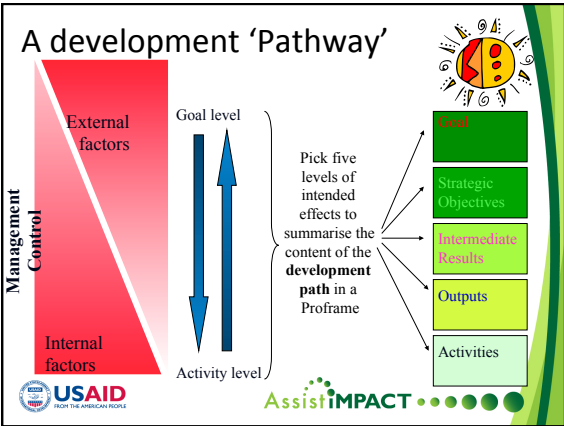 A development ‘Pathway’
Management
Control
External
factors
Internal
factors
Goal level
Activity level
Pick five
levels of
intended
effects to
summarise the
content of the
development
path in a
Proframe
Goal
Strategic
Objectives
Intermediate
Results
Outputs
Activities
USAID
USAID
FROM THE AMERICAN PEOPLE
AssistiMPACT